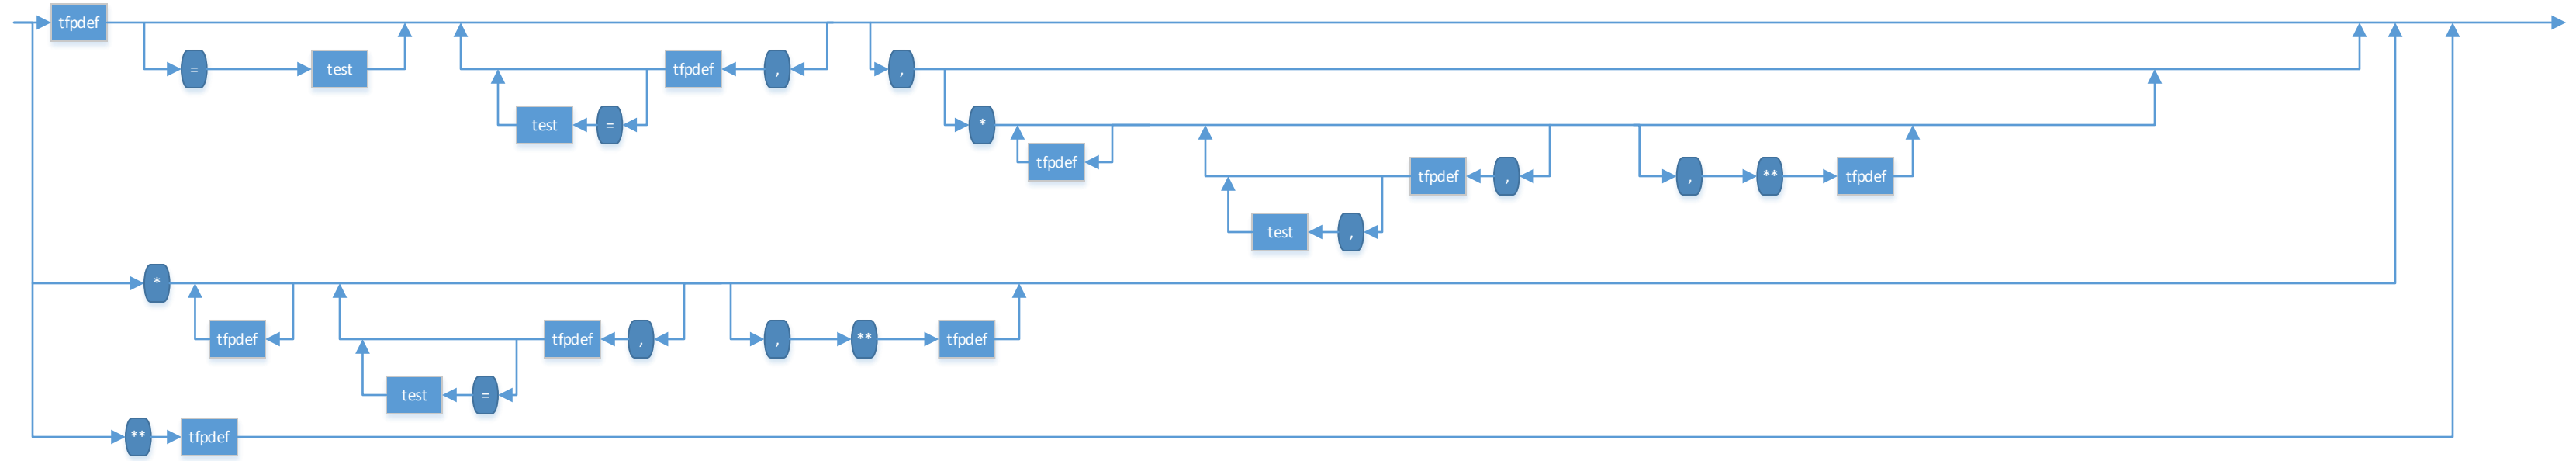 tfpdef
= test tfpdef , ,
test = *
tfpdef tfpdef , , ** tfpdef
test ,
*
tfpdef tfpdef , , ** tfpdef
test =
** tfpdef